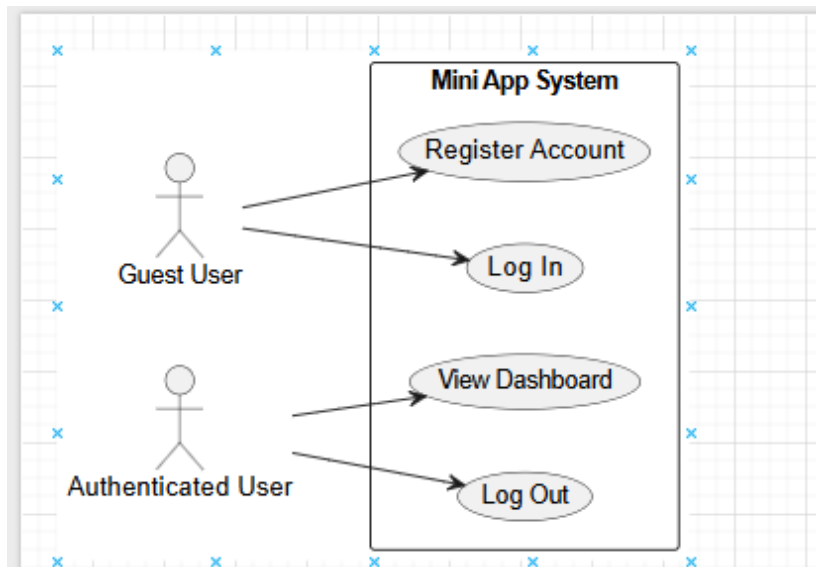 Mini App System
Register Account
Guest User
Log In
View Dashboard
Authenticated User
Log Out